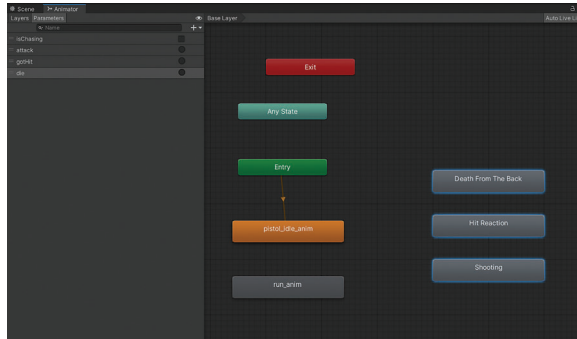 Scene Animator
Layers Parameters Base Layer Auto Live Li
Name
isChasing
attack
gotHit
die
Exit
Any State
Entry
Death From The Back
pistol_idle_anim
Hit Reaction
Shooting
run_anim